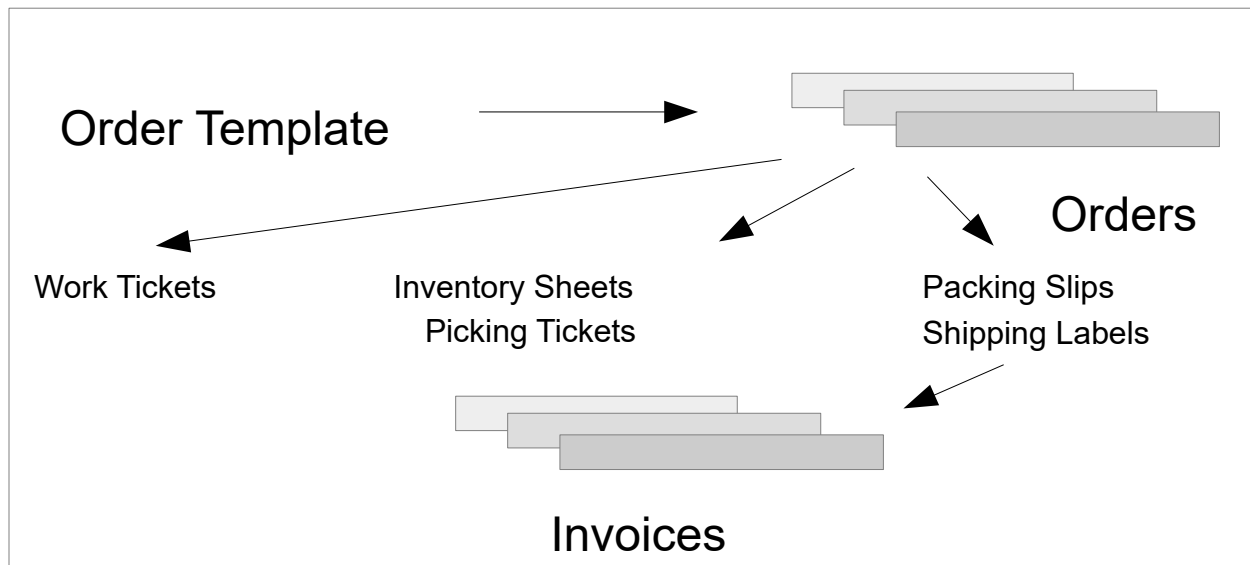 Order Template
Orders
Work Tickets
Inventory Sheets
Picking Tickets
Packing Slips
Shipping Labels
Invoices